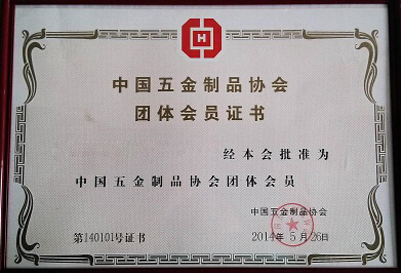 中国五金制品协会
团体会员证书
经本会批准为
中国五金制品协会团体会员
中国五金制品协会
第140101号证书
2014年5月26日